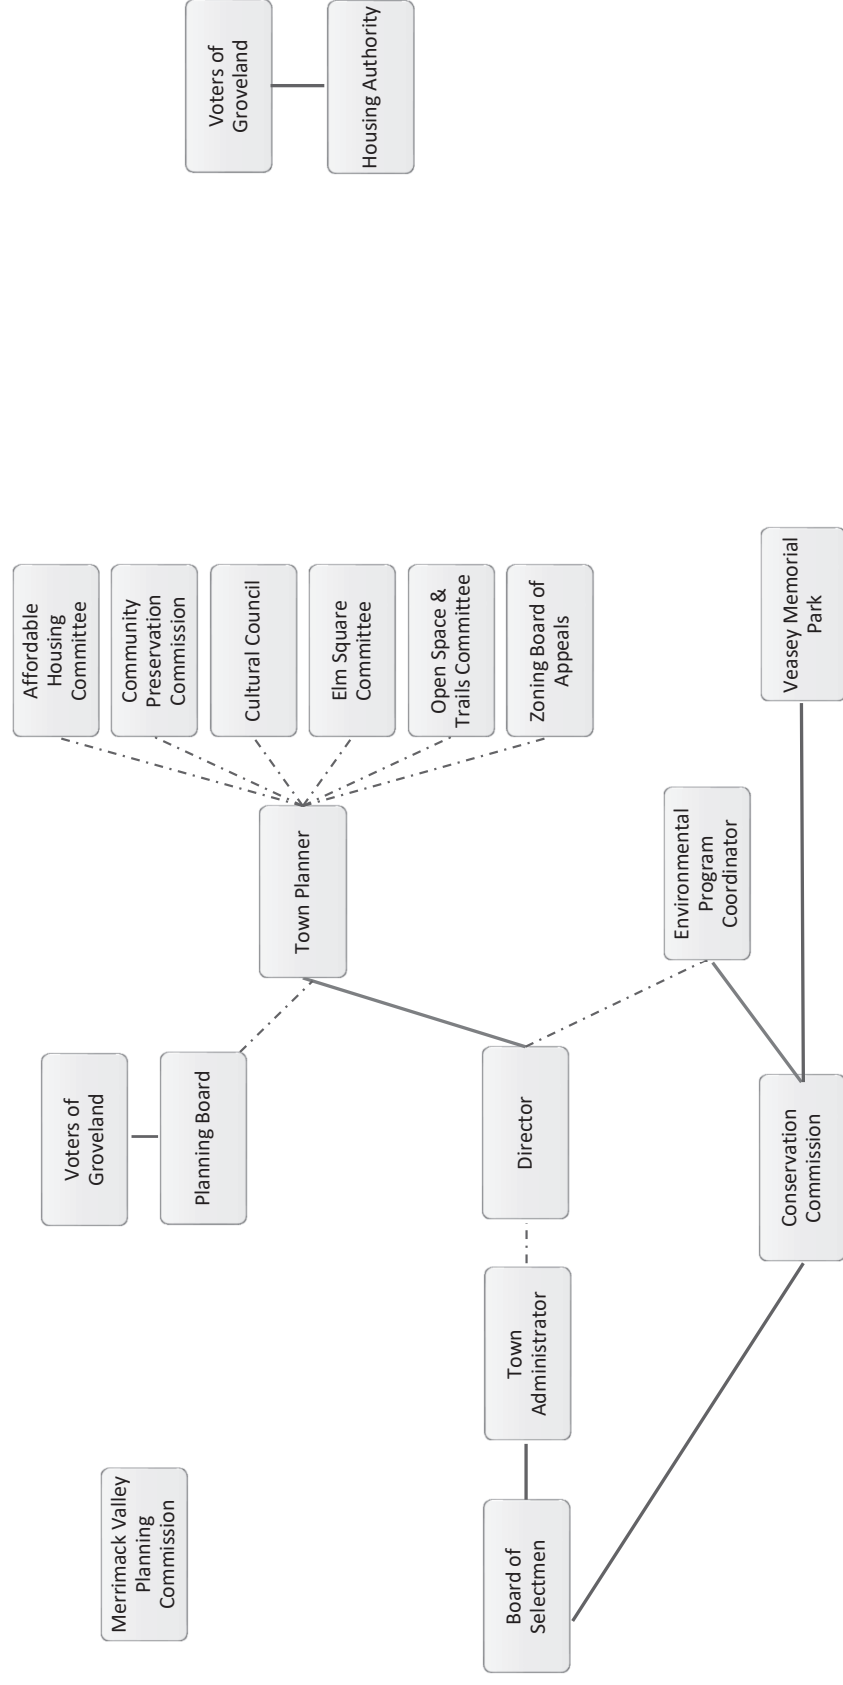 Merrimack Valley
Planning
Commission
Voters of
Groveland
Planning Board
Affordable
Housing
Committee
Community
Preservation
Commission
Cultural Council
Elm Square
Committee
Open Space &
Trails Committee
Zoning Board of
Appeals
Town Planner
Voters of
Groveland
Housing Authority
Board of
Selectmen
Town
Administrator
Director
Environmental
Program
Coordinator
Conservation
Commission
Veasey Memorial
Park